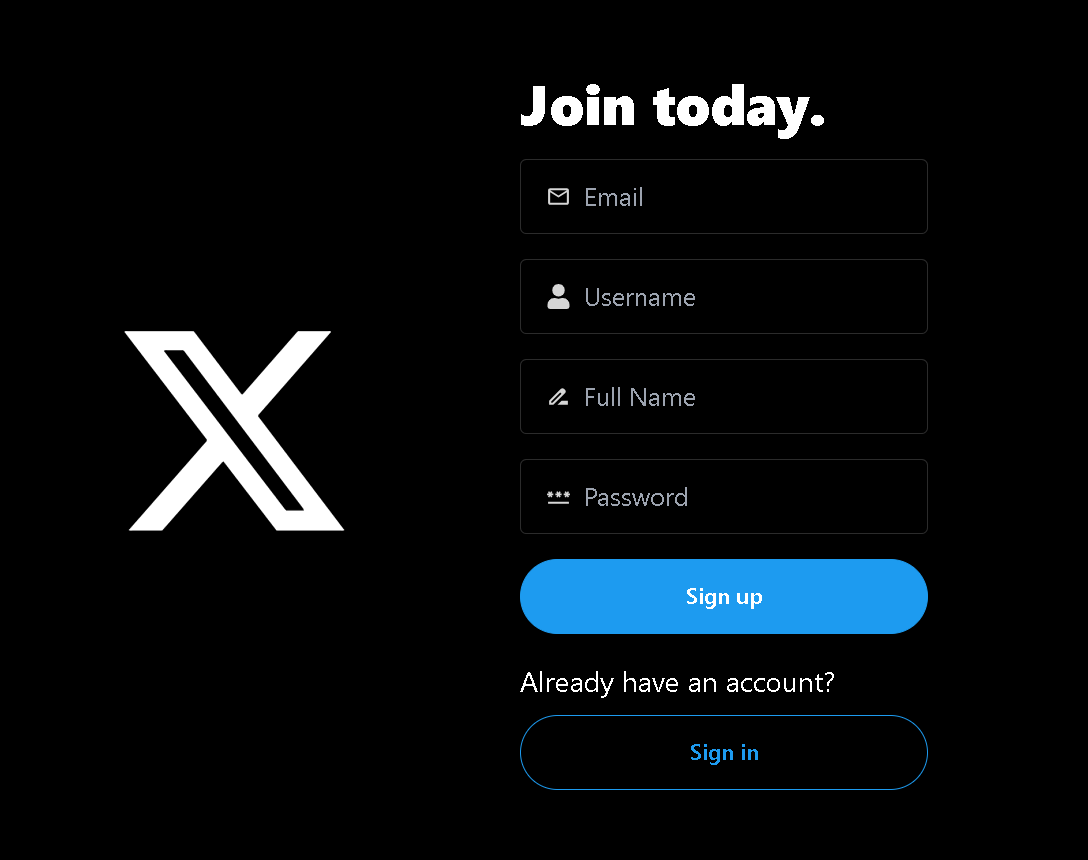 Join today.
Email
Username
Full Name
Password
Sign up
Already have an account?
Sign in